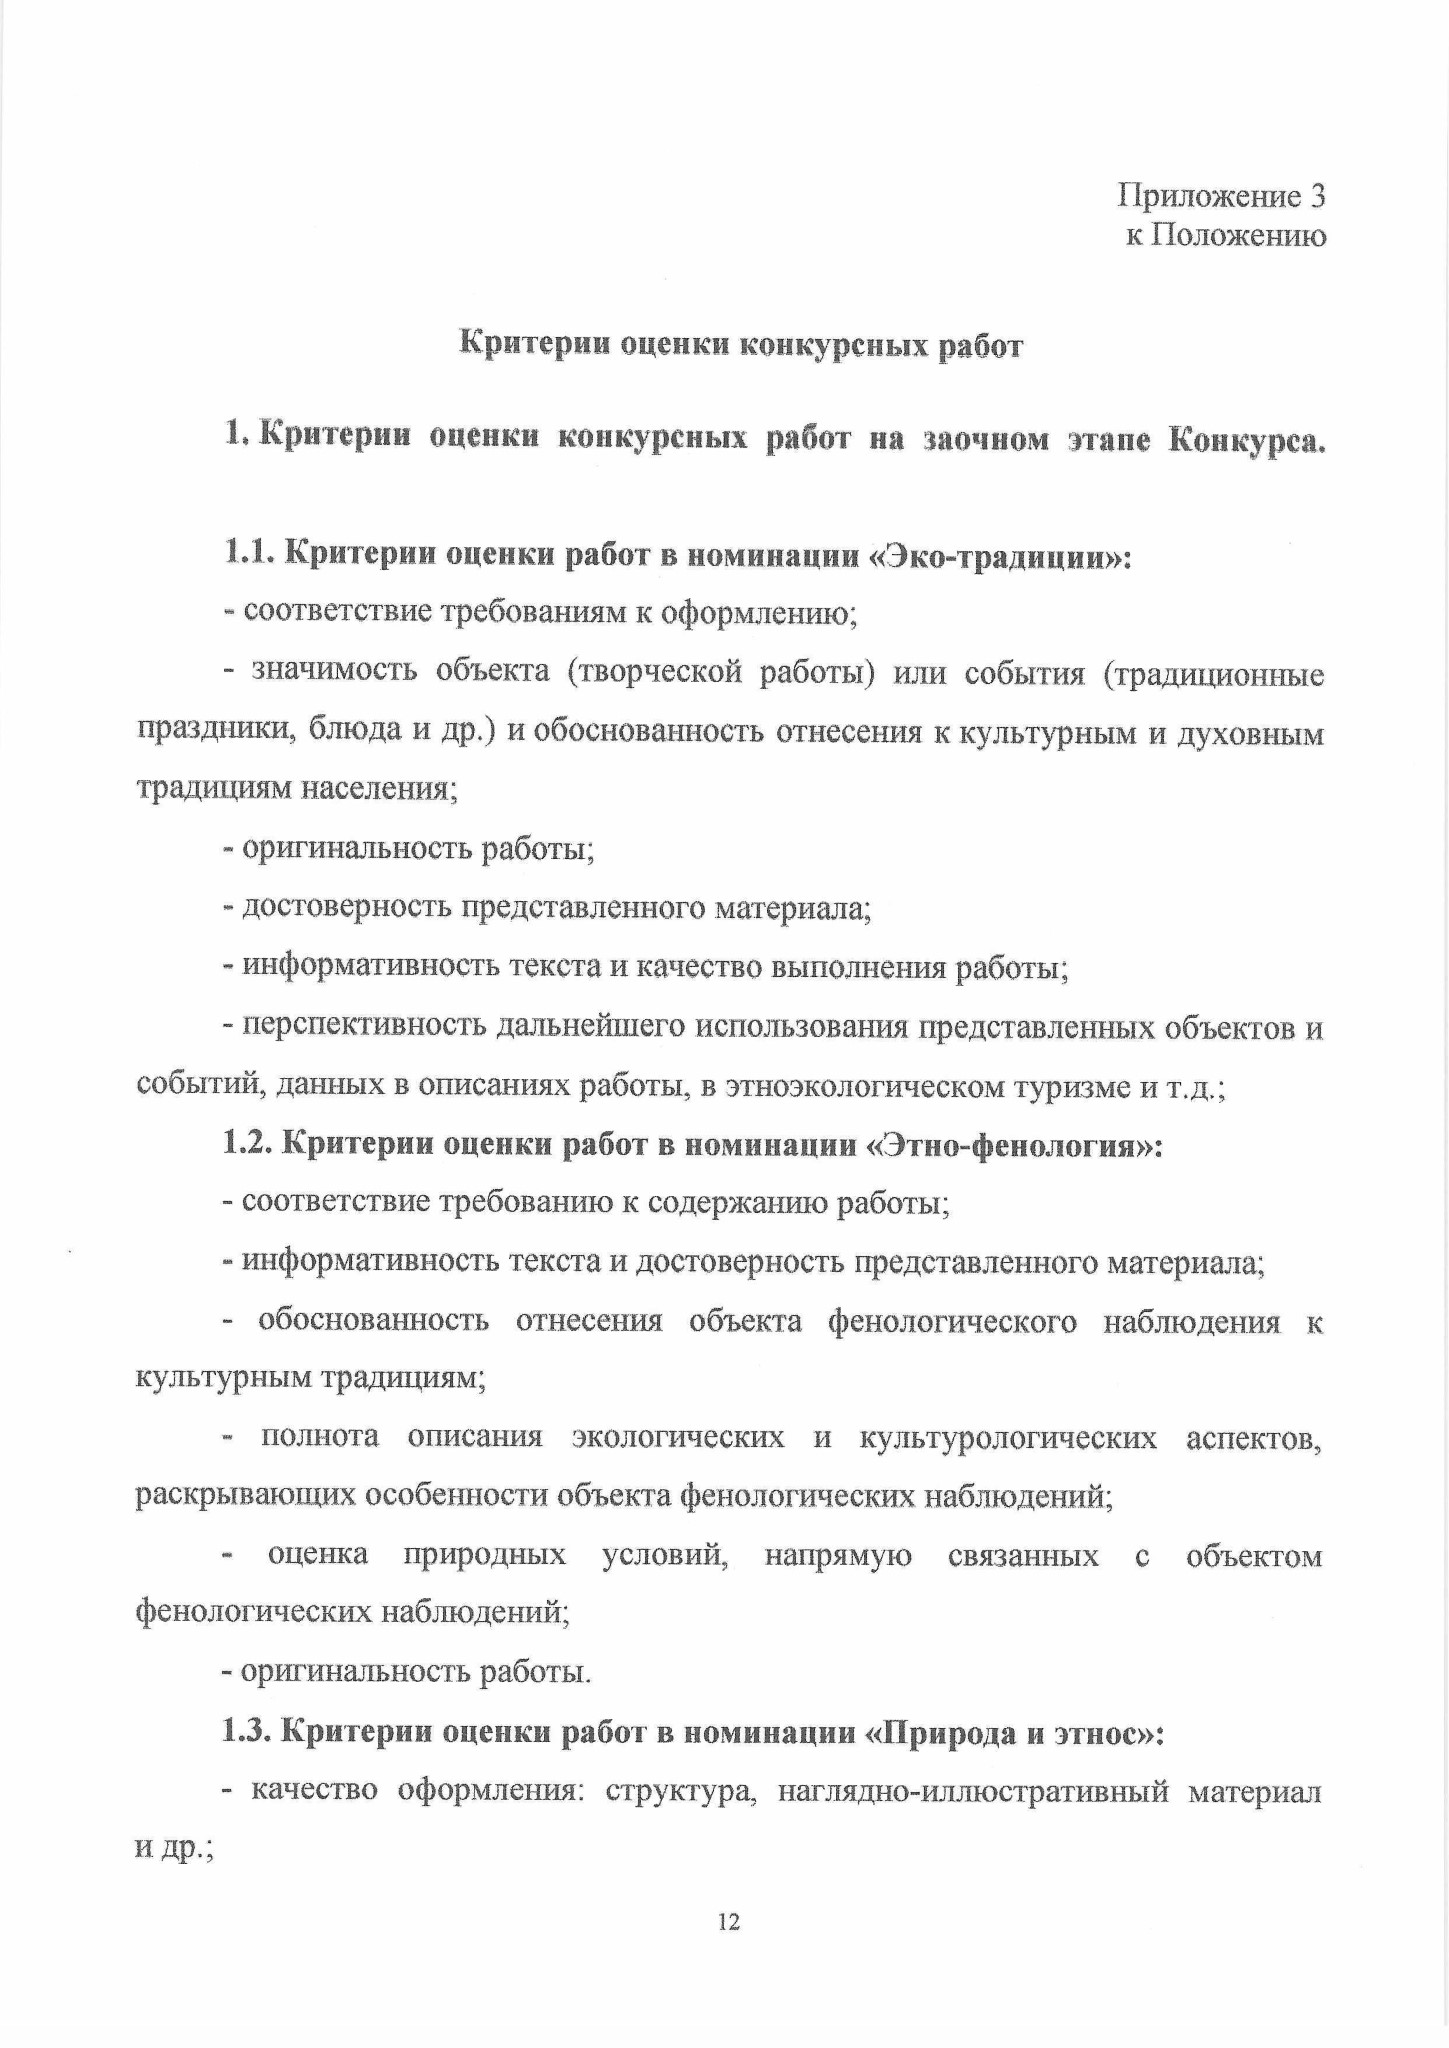 Приложение 3
к Положению
Критерии оценки конкурсных работ
1. Критерии оценки конкурсных работ на заочном этапе Конкурса.
1.1. Критерии оценки работ в номинации «Эко-традиции»:
- соответствие требованиям к оформлению;
- значимость объекта (творческой работы) или события (традиционные
праздники, блюда и др.) и обоснованность отнесения к культурным и духовным
традициям населения;
- оригинальность работы;
- достоверность представленного материала;
- информативность текста и качество выполнения работы;
- перспективность дальнейшего использования представленных объектов и
событий, данных в описаниях работы, в этноэкологическом туризме и т.д.;
1.2. Критерии оценки работ в номинации «Этно-фенология»:
- соответствие требованию к содержанию работы;
- информативность текста и достоверность представленного материала;
- обоснованность отнесения объекта фенологического наблюдения к
культурным традициям;
- полнота описания экологических и культурологических аспектов,
раскрывающих особенности объекта фенологических наблюдений;
- оценка природных условий, напрямую связанных с объектом
фенологических наблюдений;
- оригинальность работы.
1.3. Критерии оценки работ в номинации «Природа и этнос»:
- качество оформления: структура, наглядно-иллюстративный материал
и др.;
12